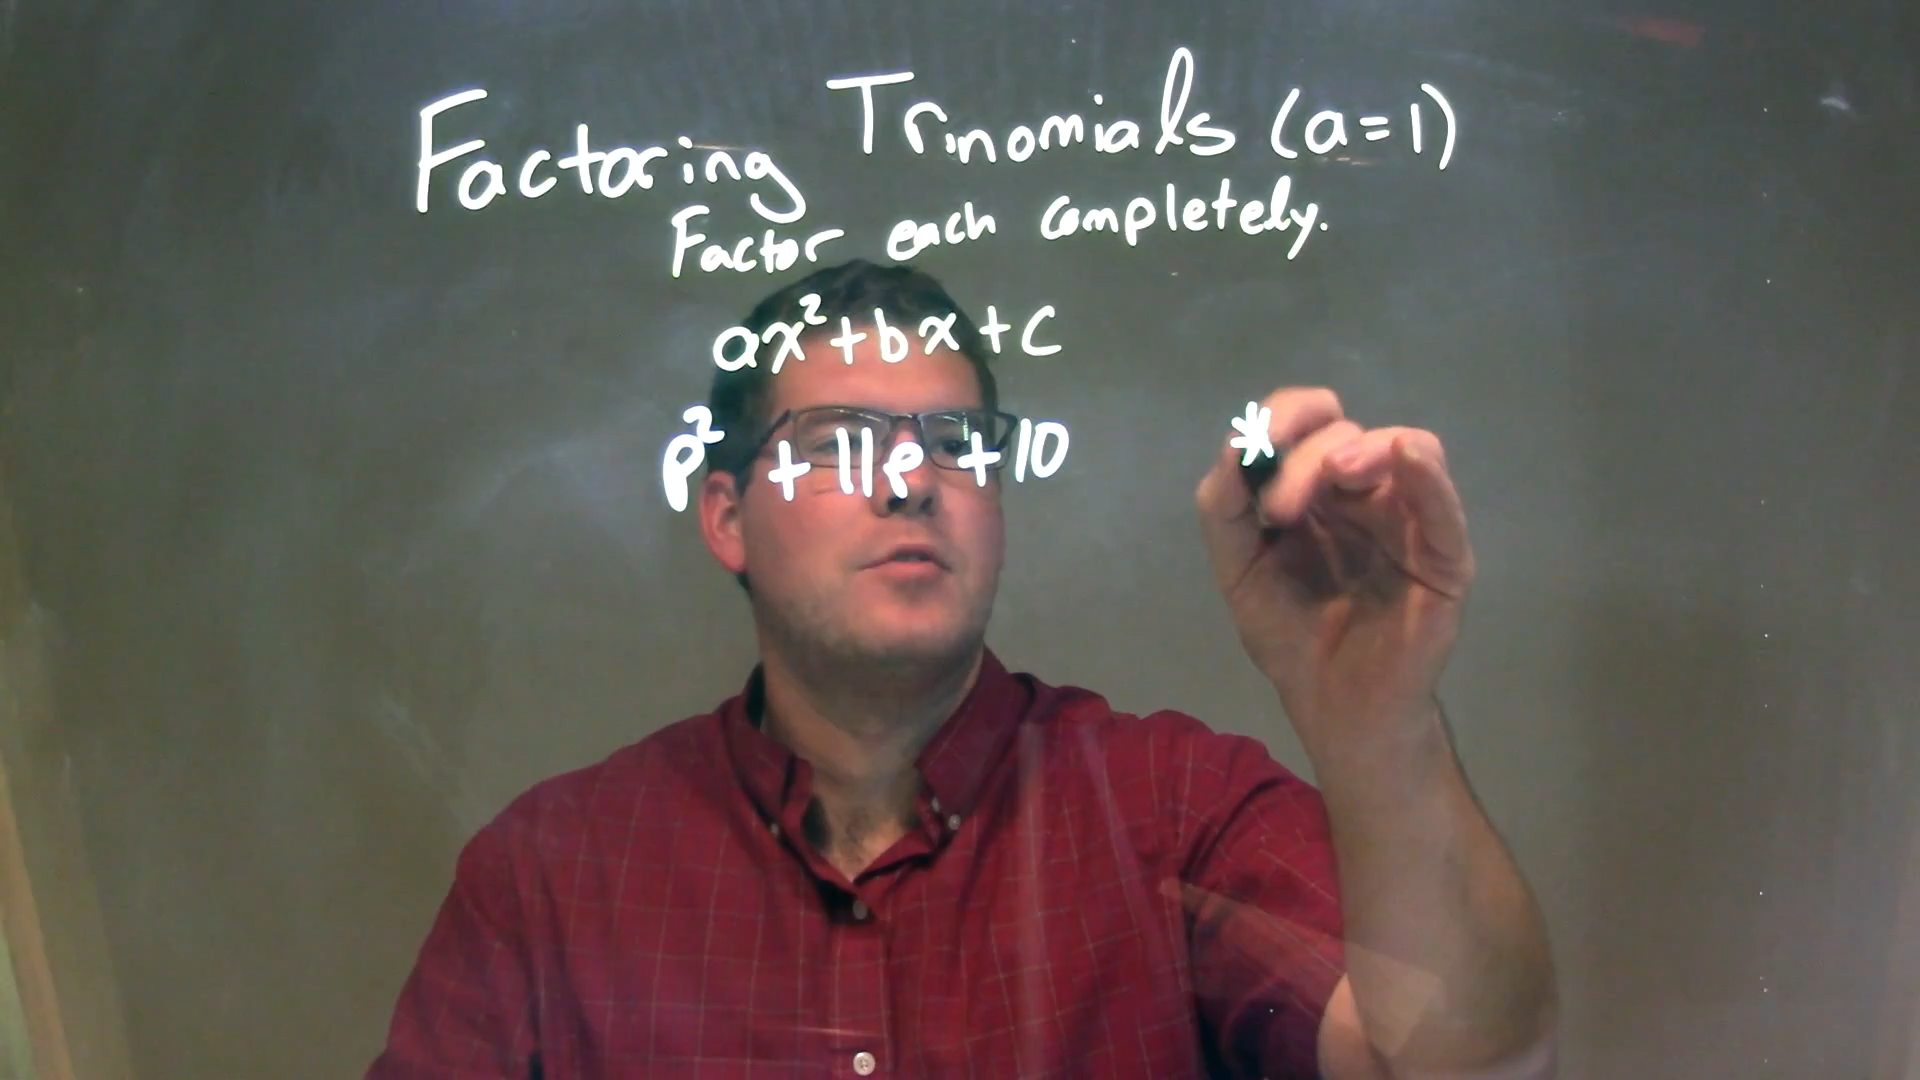 Factoring Trinomials (a=1)
Factor each completely.
ax²+bx+c
p² +11p +10 *